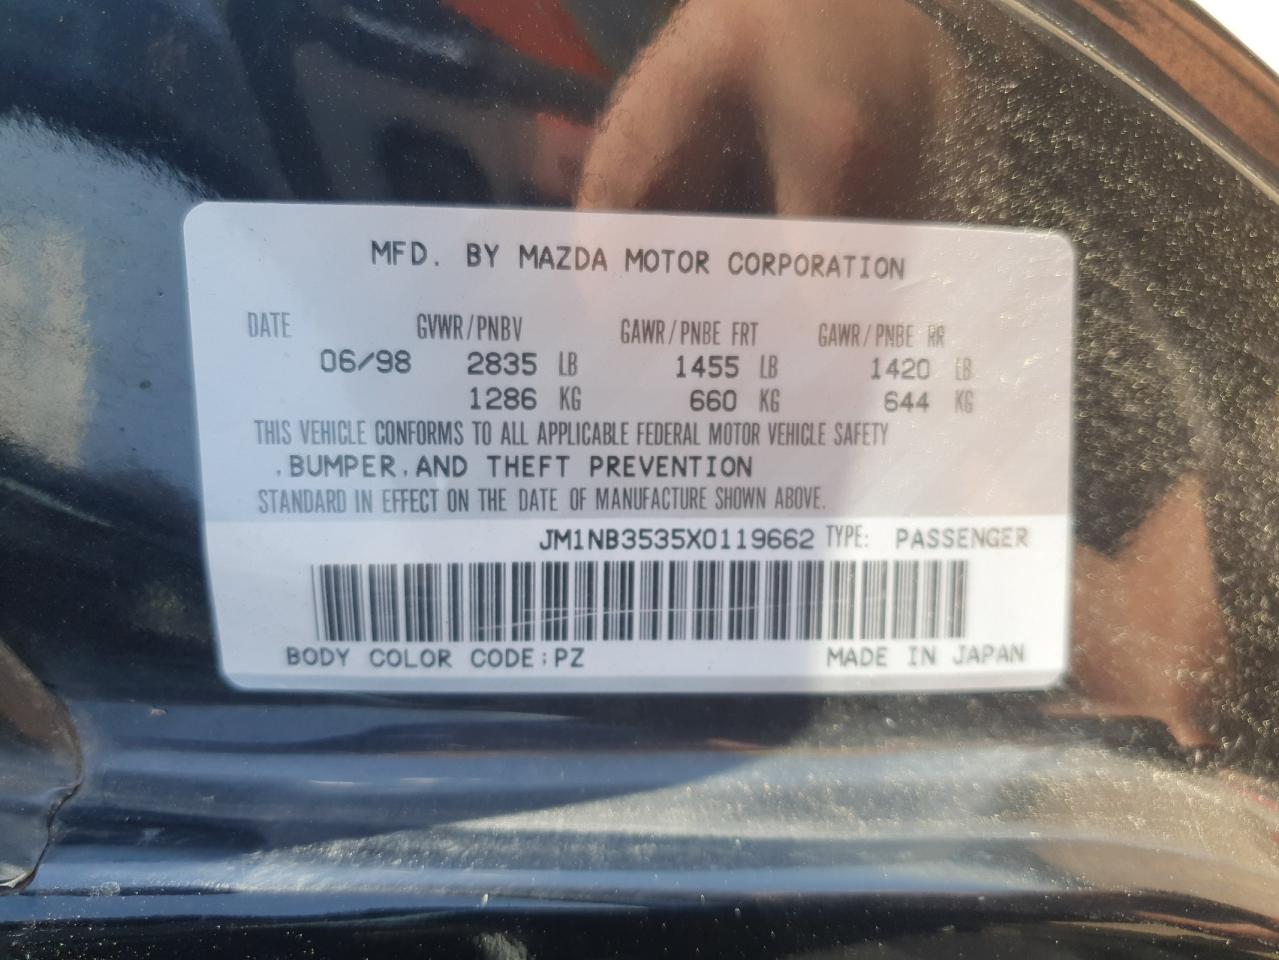 MFD. BY MAZDA MOTOR CORPORATION
DATE GVWR/PNBV GAWR/PNBE FRT GAWR/PNBE RR
06/98 2835 LB 1455 LB 1420 LB
1286 KG 660 KG 644 KG
THIS VEHICLE CONFORMS TO ALL APPLICABLE FEDERAL MOTOR VEHICLE SAFETY
,BUMPER,AND THEFT PREVENTION
STANDARD IN EFFECT ON THE DATE OF MANUFACTURE SHOWN ABOVE.
JM1NB3535X0119662 TYPE: PASSENGER
BODY COLOR CODE:PZ MADE IN JAPAN